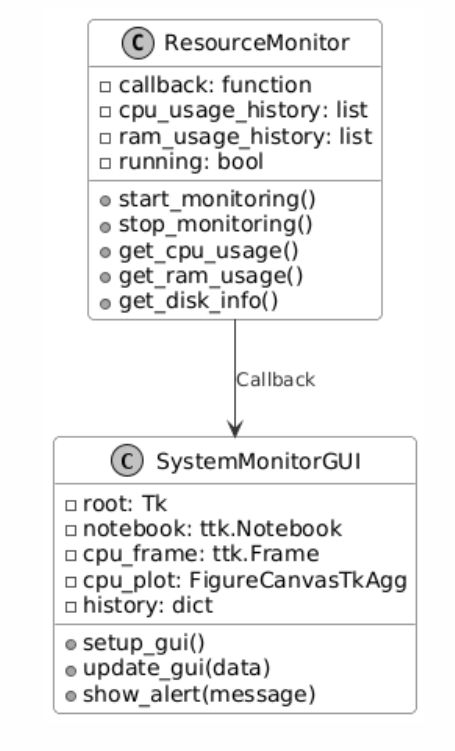 C ResourceMonitor
callback: function
cpu_usage_history: list
ram_usage_history: list
running: bool
start_monitoring()
stop_monitoring()
get_cpu_usage()
get_ram_usage()
get_disk_info()
Callback
C SystemMonitorGUI
root: Tk
notebook: ttk.Notebook
cpu_frame: ttk.Frame
cpu_plot: FigureCanvasTkAgg
history: dict
setup_gui()
update_gui(data)
show_alert(message)